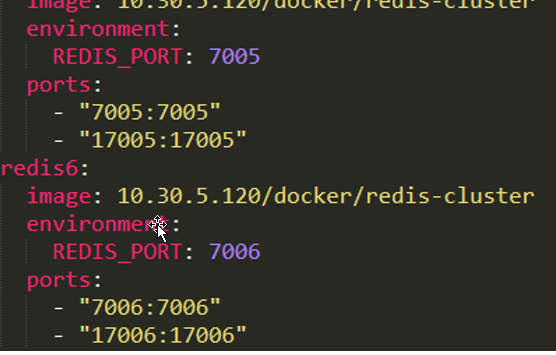 image: 10.30.5.120/docker/redis-cluster
environment:
REDIS_PORT: 7005
ports:
- "7005:7005"
- "17005:17005"
redis6:
image: 10.30.5.120/docker/redis-cluster
environment:
REDIS_PORT: 7006
ports:
- "7006:7006"
- "17006:17006"